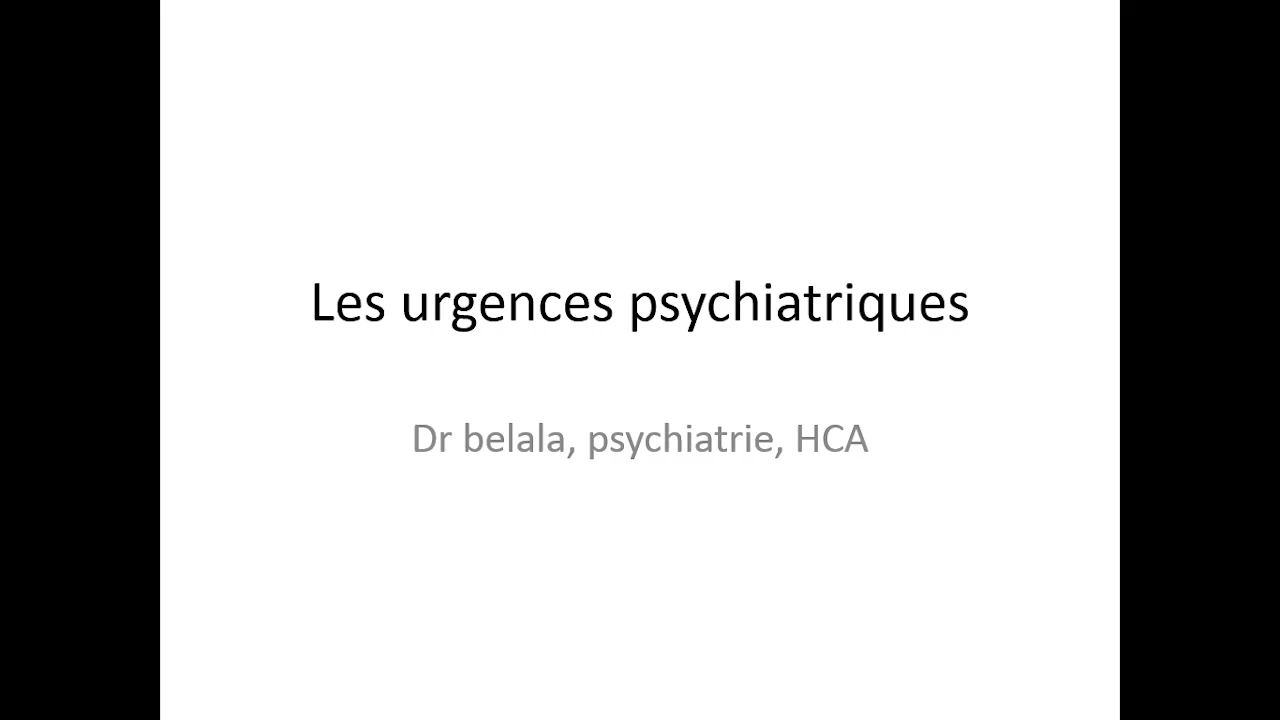 Les urgences psychiatriques
Dr belala, psychiatrie, HCA